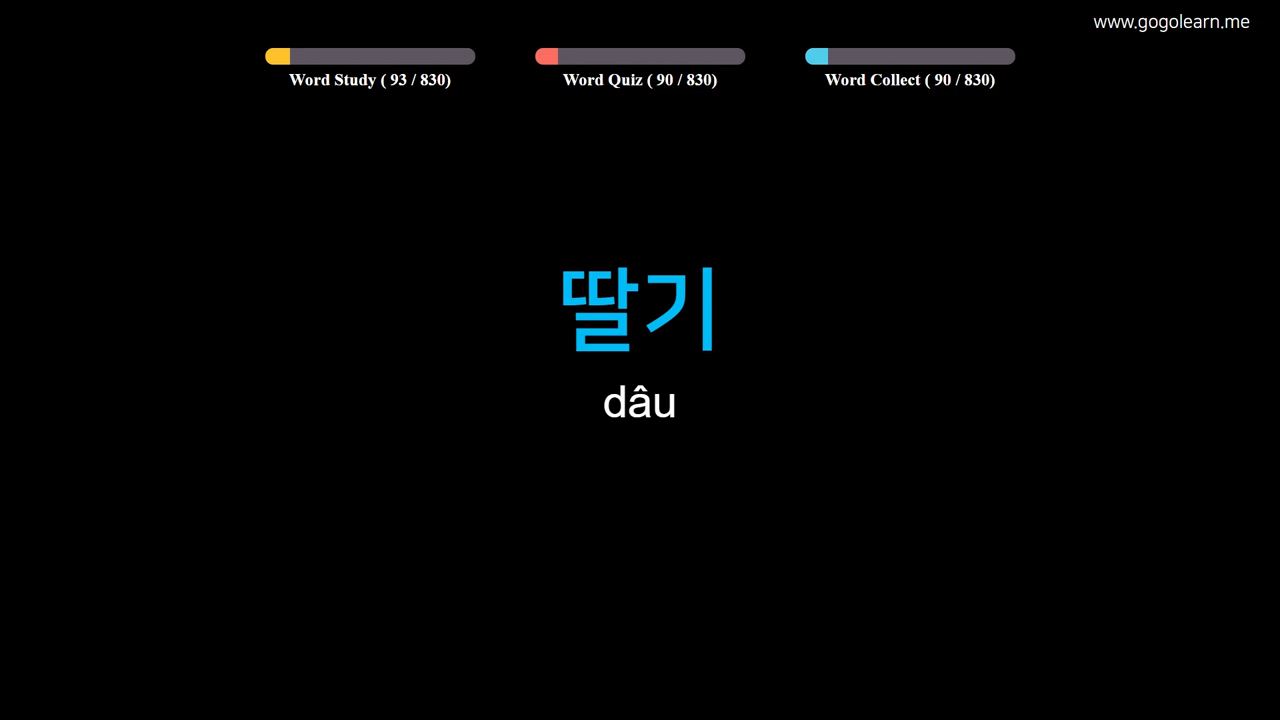 www.gogolearn.me
Word Study ( 93 / 830)
Word Quiz ( 90 / 830)
Word Collect ( 90 / 830)
딸기
dâu